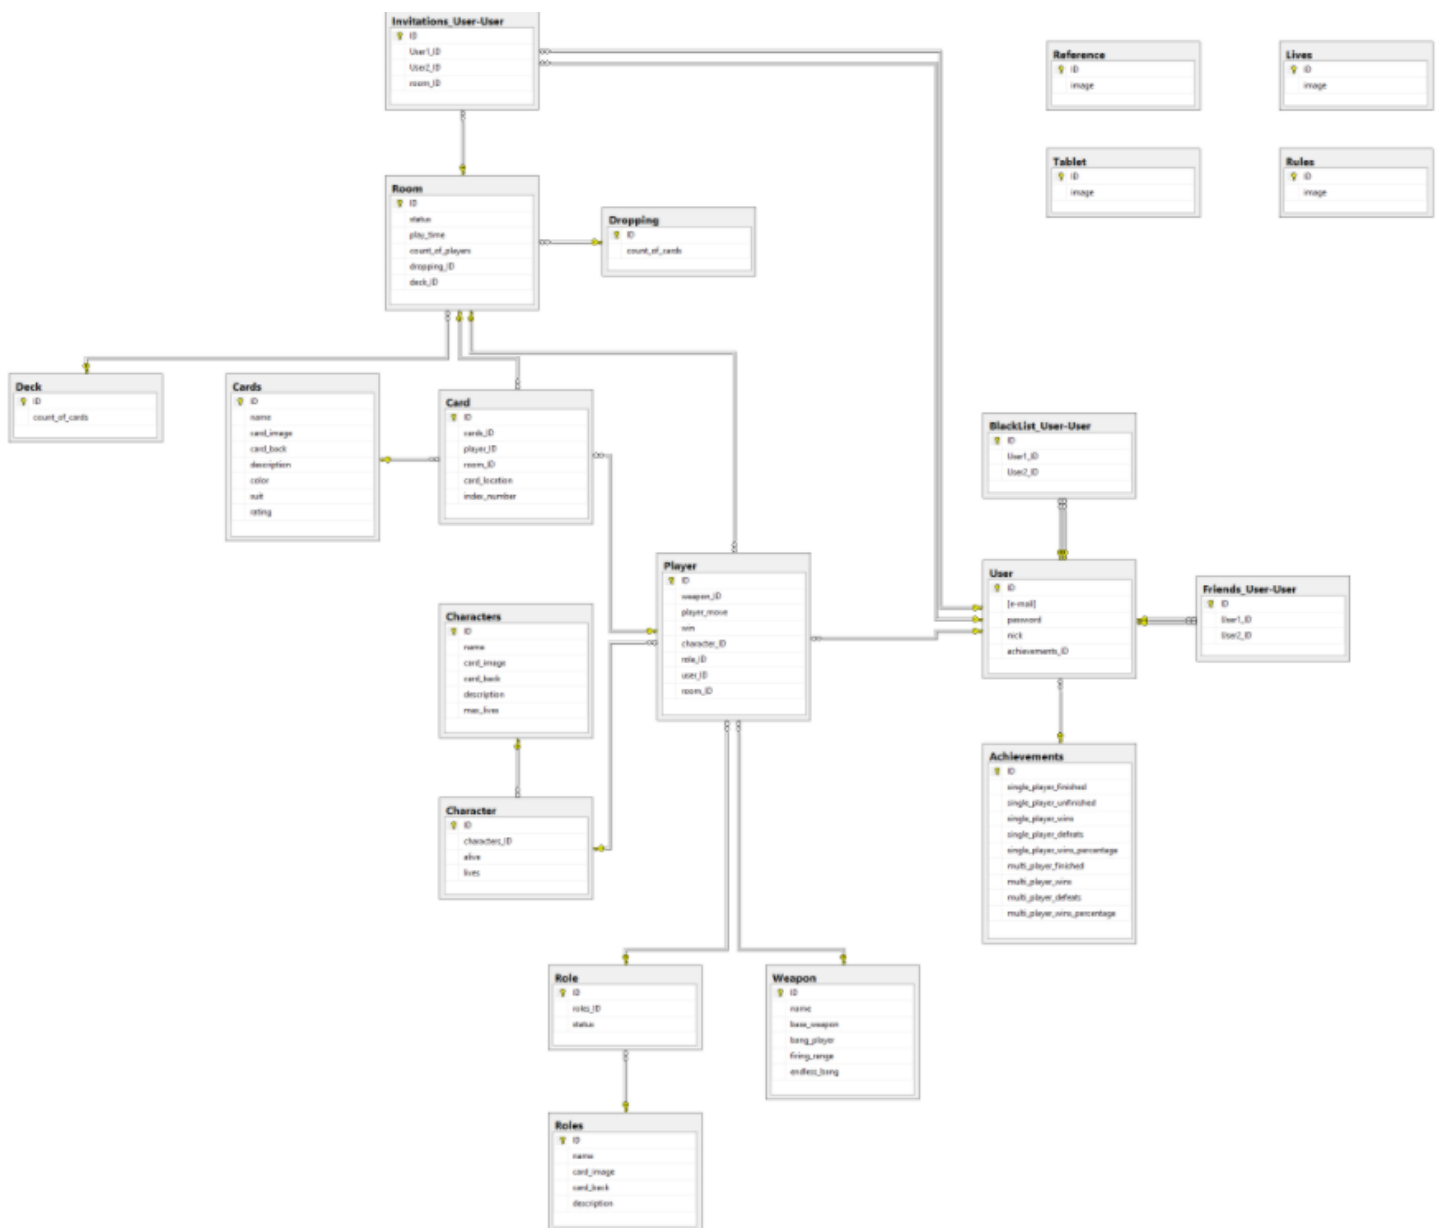 Invitations_User-User
ID
User1_ID
User2_ID
room_ID
Reference
ID
image
Lives
ID
image
Tablet
ID
image
Rules
ID
image
Room
ID
status
play_time
count_of_players
dropping_ID
deck_ID
Dropping
ID
count_of_cards
Deck
ID
count_of_cards
Cards
ID
name
card_image
card_back
description
color
suit
rating
Card
ID
cards_ID
player_ID
room_ID
card_location
index_number
BlackList_User-User
ID
User1_ID
User2_ID
Player
ID
weapon_ID
player_move
win
character_ID
role_ID
user_ID
room_ID
User
ID
[e-mail]
password
nick
achievements_ID
Friends_User-User
ID
User1_ID
User2_ID
Characters
ID
name
card_image
card_back
description
max_lives
Character
ID
characters_ID
alive
lives
Achievements
ID
single_player_finished
single_player_unfinished
single_player_wins
single_player_defeats
single_player_wins_percentage
multi_player_finished
multi_player_wins
multi_player_defeats
multi_player_wins_percentage
Role
ID
roles_ID
status
Weapon
ID
name
base_weapon
bang_player
firing_range
endless_bang
Roles
ID
name
card_image
card_back
description